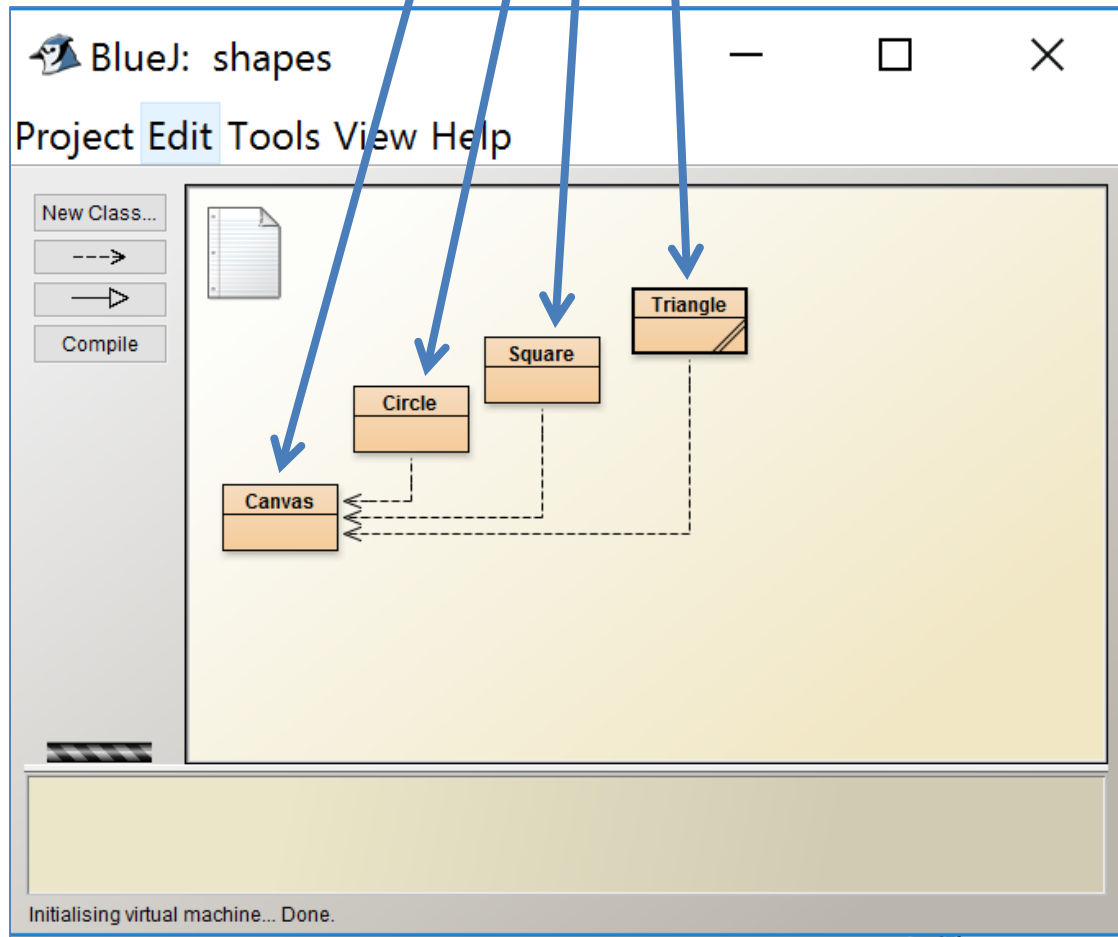 BlueJ: shapes
Project Edit Tools View Help
New Class...
Compile
Triangle
Square
Circle
Canvas
Initialising virtual machine... Done.